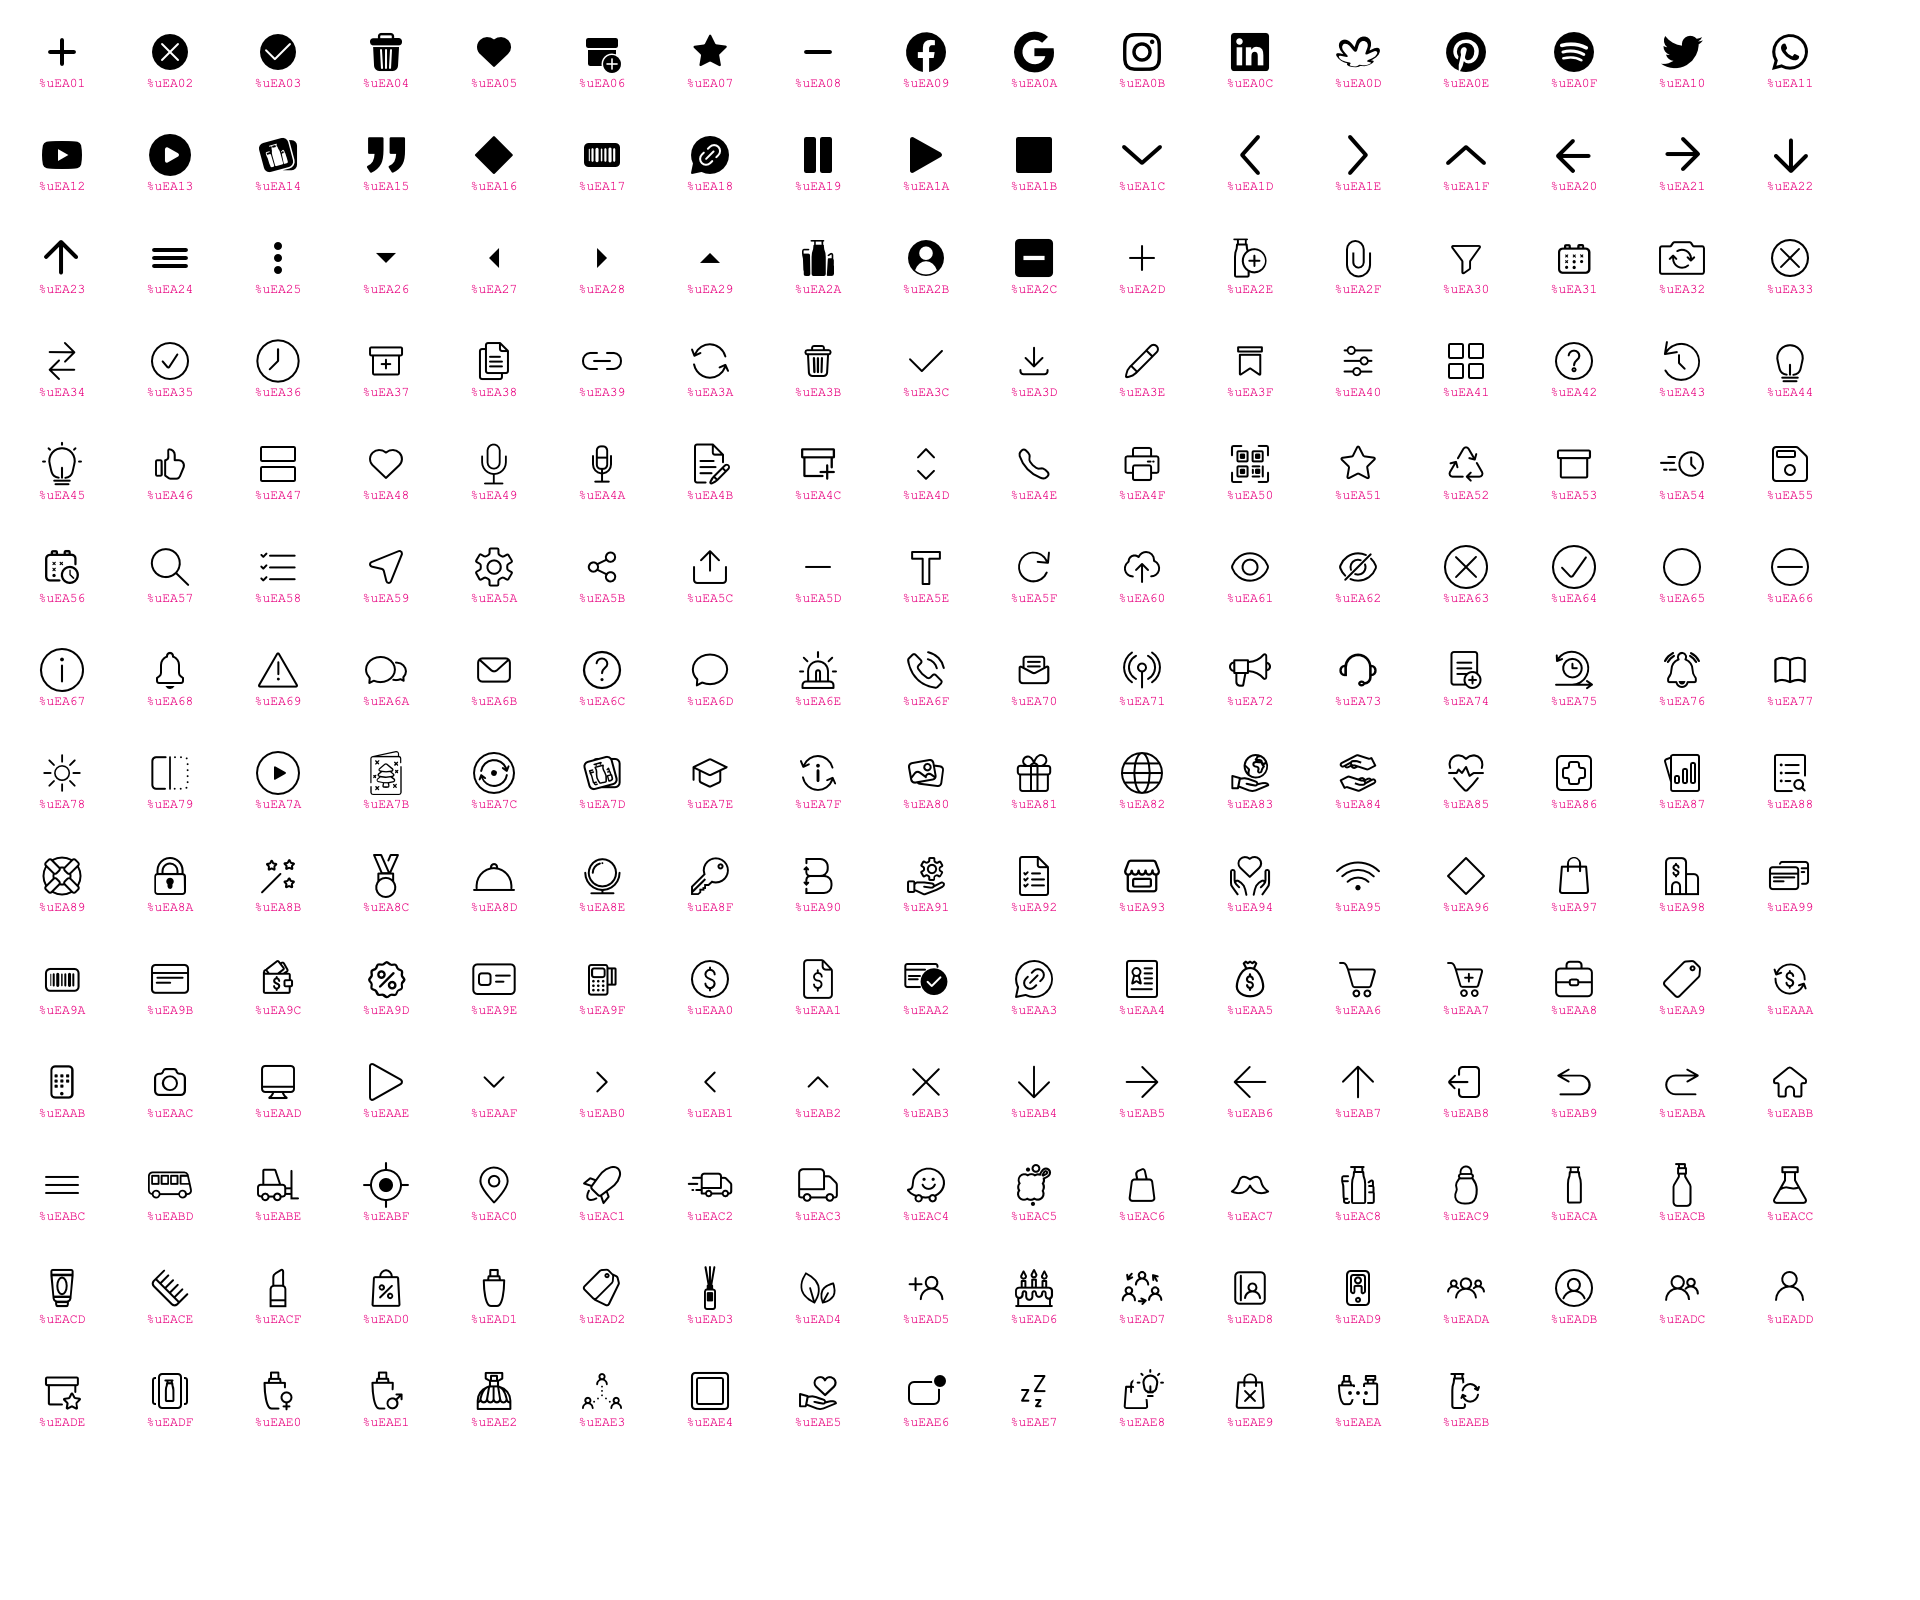 %uEA01 %uEA02 %uEA03 %uEA04 %uEA05 %uEA06 %uEA07 %uEA08 %uEA09 %uEA0A %uEA0B %uEA0C %uEA0D %uEA0E %uEA0F %uEA10 %uEA11
%uEA12 %uEA13 %uEA14 %uEA15 %uEA16 %uEA17 %uEA18 %uEA19 %uEA1A %uEA1B %uEA1C %uEA1D %uEA1E %uEA1F %uEA20 %uEA21 %uEA22
%uEA23 %uEA24 %uEA25 %uEA26 %uEA27 %uEA28 %uEA29 %uEA2A %uEA2B %uEA2C %uEA2D %uEA2E %uEA2F %uEA30 %uEA31 %uEA32 %uEA33
%uEA34 %uEA35 %uEA36 %uEA37 %uEA38 %uEA39 %uEA3A %uEA3B %uEA3C %uEA3D %uEA3E %uEA3F %uEA40 %uEA41 %uEA42 %uEA43 %uEA44
%uEA45 %uEA46 %uEA47 %uEA48 %uEA49 %uEA4A %uEA4B %uEA4C %uEA4D %uEA4E %uEA4F %uEA50 %uEA51 %uEA52 %uEA53 %uEA54 %uEA55
%uEA56 %uEA57 %uEA58 %uEA59 %uEA5A %uEA5B %uEA5C %uEA5D %uEA5E %uEA5F %uEA60 %uEA61 %uEA62 %uEA63 %uEA64 %uEA65 %uEA66
%uEA67 %uEA68 %uEA69 %uEA6A %uEA6B %uEA6C %uEA6D %uEA6E %uEA6F %uEA70 %uEA71 %uEA72 %uEA73 %uEA74 %uEA75 %uEA76 %uEA77
%uEA78 %uEA79 %uEA7A %uEA7B %uEA7C %uEA7D %uEA7E %uEA7F %uEA80 %uEA81 %uEA82 %uEA83 %uEA84 %uEA85 %uEA86 %uEA87 %uEA88
%uEA89 %uEA8A %uEA8B %uEA8C %uEA8D %uEA8E %uEA8F %uEA90 %uEA91 %uEA92 %uEA93 %uEA94 %uEA95 %uEA96 %uEA97 %uEA98 %uEA99
%uEA9A %uEA9B %uEA9C %uEA9D %uEA9E %uEA9F %uEAA0 %uEAA1 %uEAA2 %uEAA3 %uEAA4 %uEAA5 %uEAA6 %uEAA7 %uEAA8 %uEAA9 %uEAAA
%uEAAB %uEAAC %uEAAD %uEAAE %uEAAF %uEAB0 %uEAB1 %uEAB2 %uEAB3 %uEAB4 %uEAB5 %uEAB6 %uEAB7 %uEAB8 %uEAB9 %uEABA %uEABB
%uEABC %uEABD %uEABE %uEABF %uEAC0 %uEAC1 %uEAC2 %uEAC3 %uEAC4 %uEAC5 %uEAC6 %uEAC7 %uEAC8 %uEAC9 %uEACA %uEACB %uEACC
%uEACD %uEACE %uEACF %uEAD0 %uEAD1 %uEAD2 %uEAD3 %uEAD4 %uEAD5 %uEAD6 %uEAD7 %uEAD8 %uEAD9 %uEADA %uEADB %uEADC %uEADD
%uEADE %uEADF %uEAE0 %uEAE1 %uEAE2 %uEAE3 %uEAE4 %uEAE5 %uEAE6 %uEAE7 %uEAE8 %uEAE9 %uEAEA %uEAEB